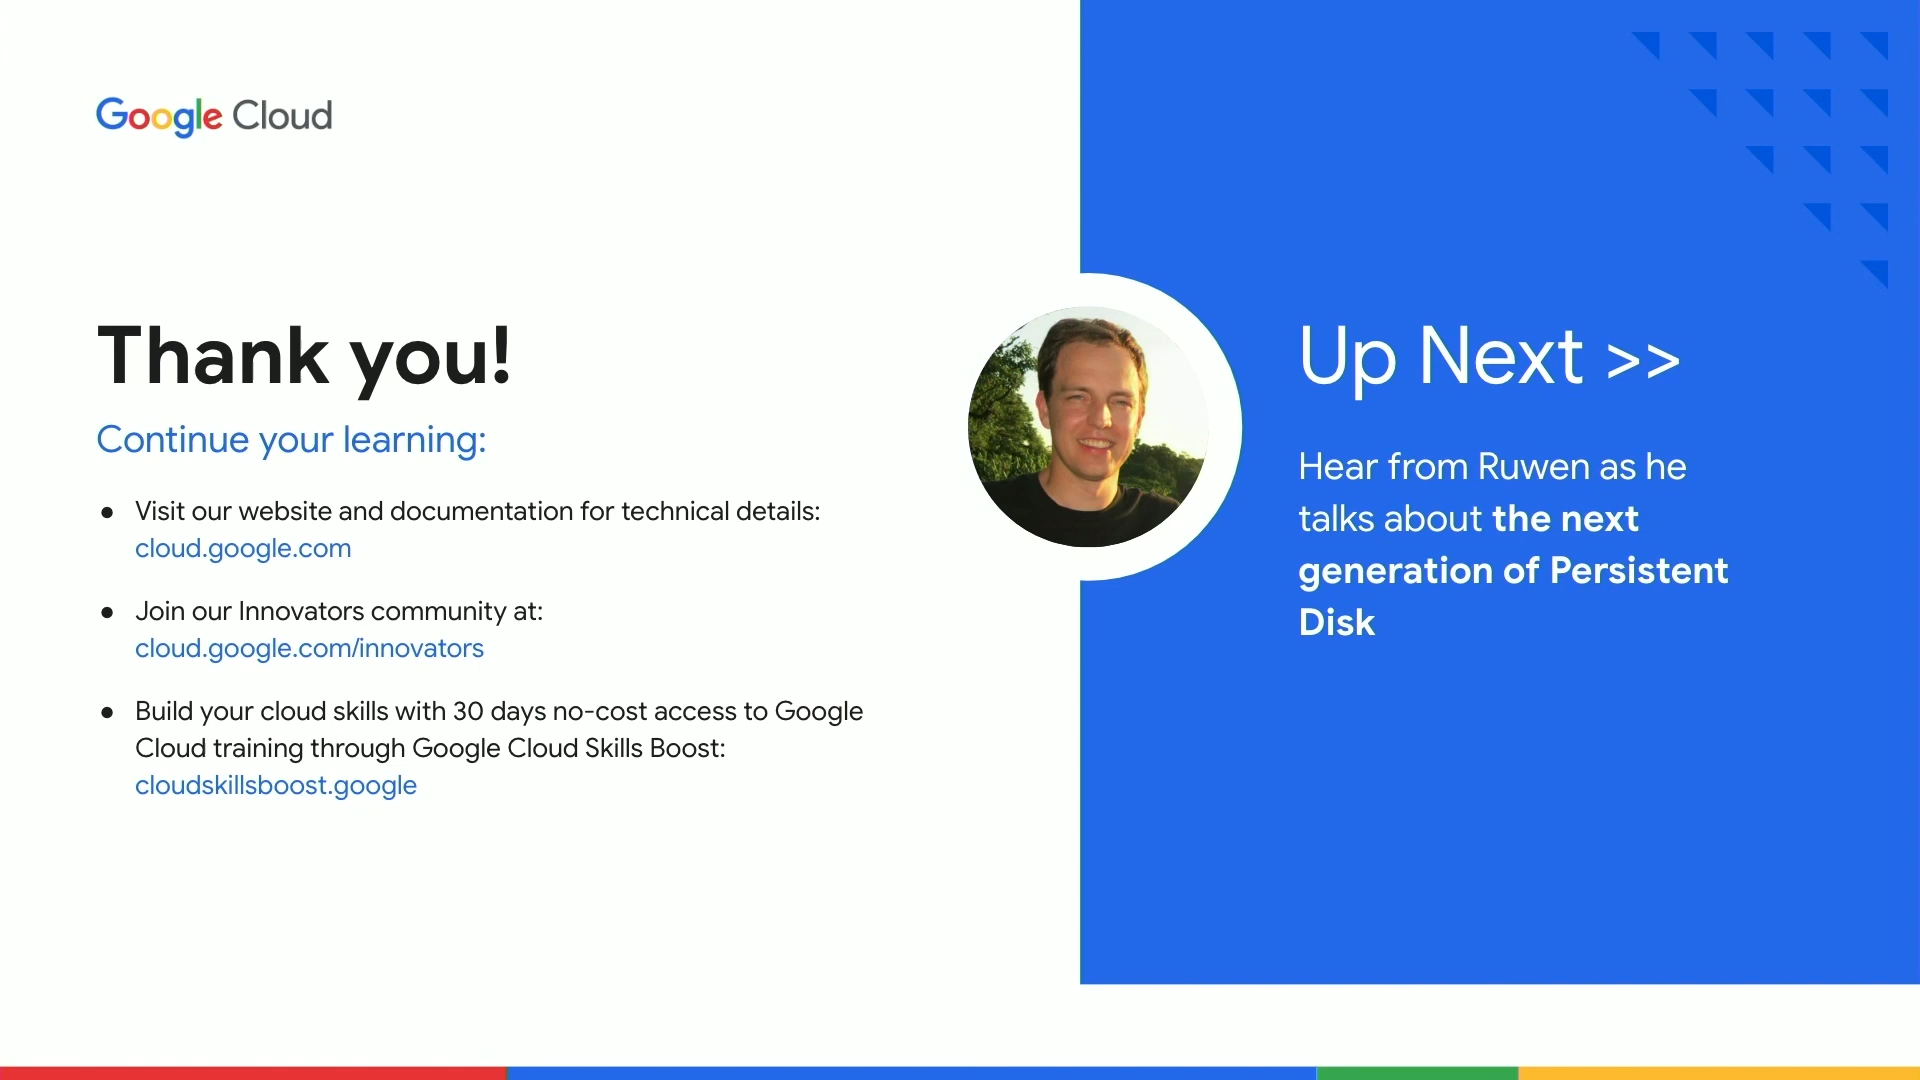 Google Cloud
Thank you!
Continue your learning:
● Visit our website and documentation for technical details:
cloud.google.com
● Join our Innovators community at:
cloud.google.com/innovators
● Build your cloud skills with 30 days no-cost access to Google
Cloud training through Google Cloud Skills Boost:
cloudskillsboost.google
Up Next >>
Hear from Ruwen as he
talks about the next
generation of Persistent
Disk